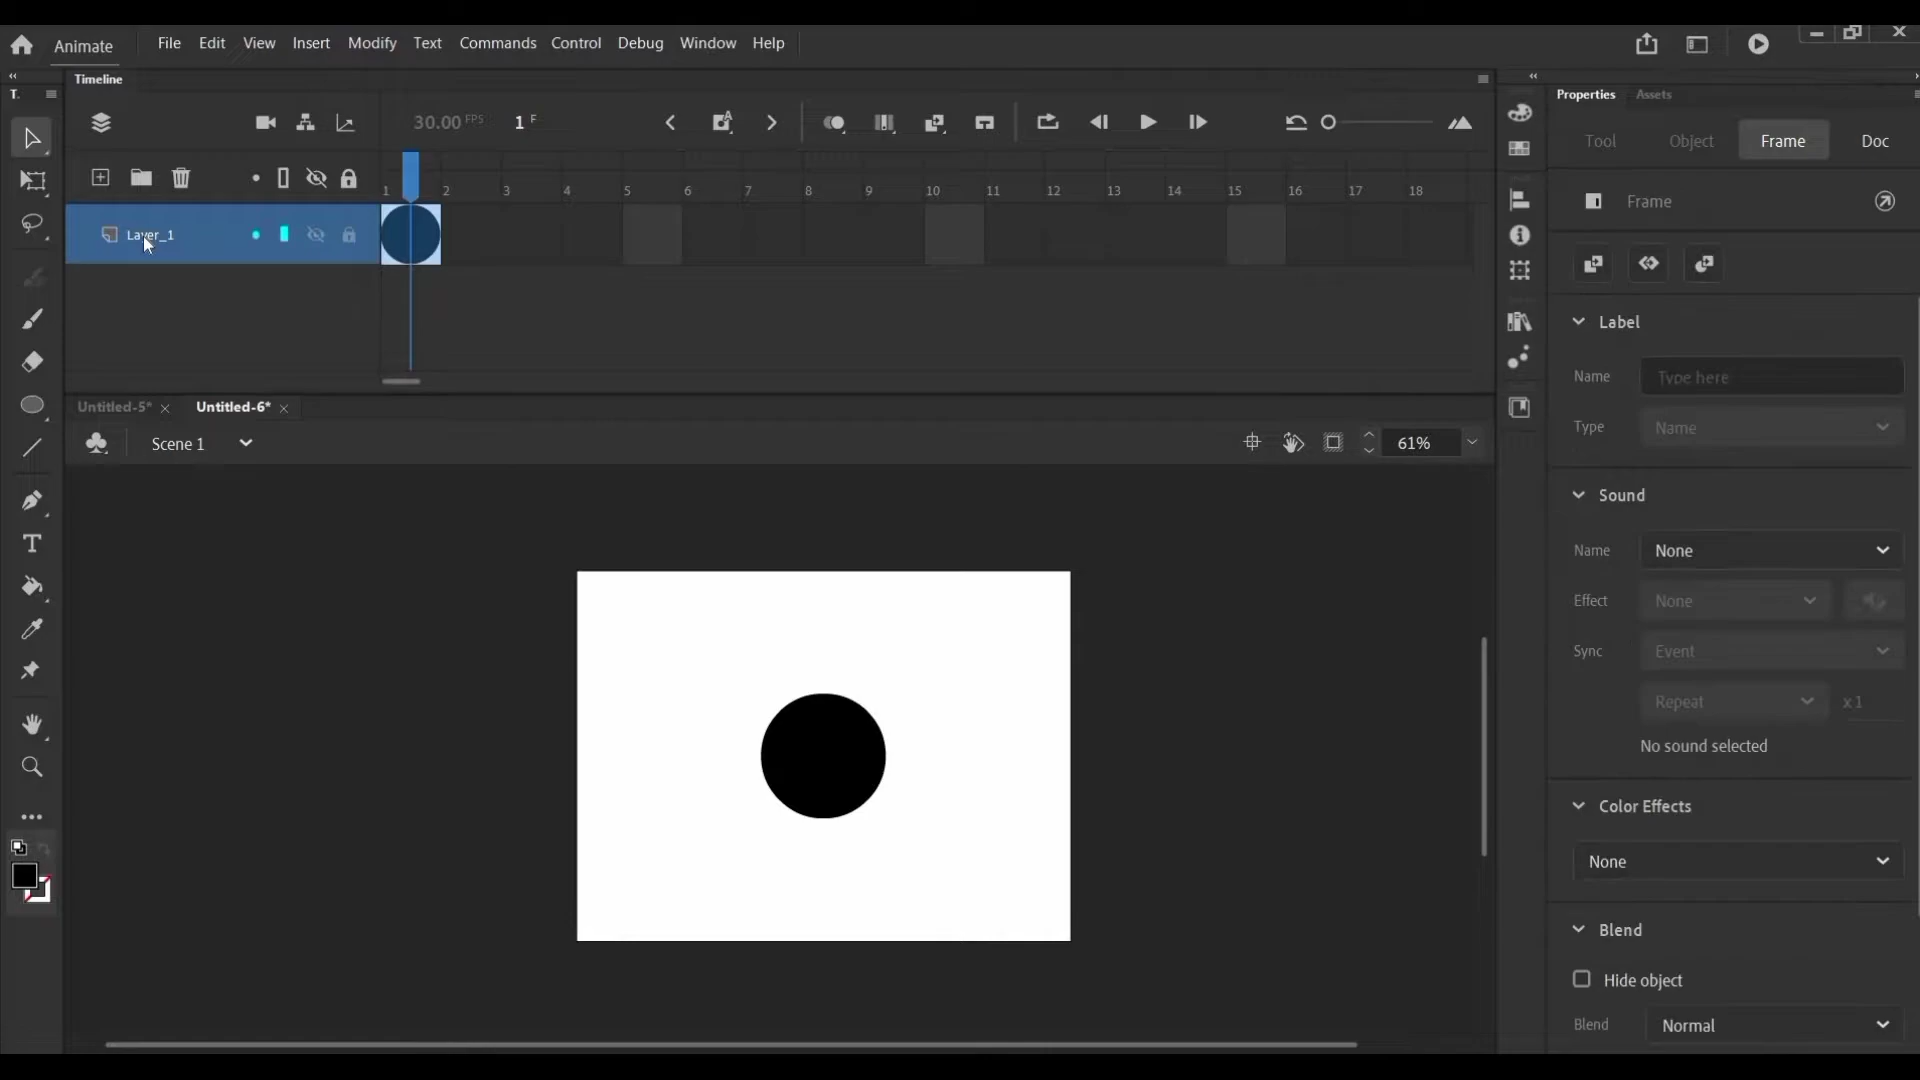 Animate File Edit View Insert Modify Text Commands Control Debug Window Help
T. Timeline Properties Assets
30.00 FPS 1 F
Tool Object Frame Doc
1 2 3 4 5 6 7 8 9 10 11 12 13 14 15 16 17 18
Frame
Layer_1
Label
Name Type here
Untitled-5* Untitled-6*
Type Name
Scene 1 61%
Sound
Name None
Effect None
Sync Event
Repeat x 1
No sound selected
Color Effects
None
Blend
Hide object
Blend Normal